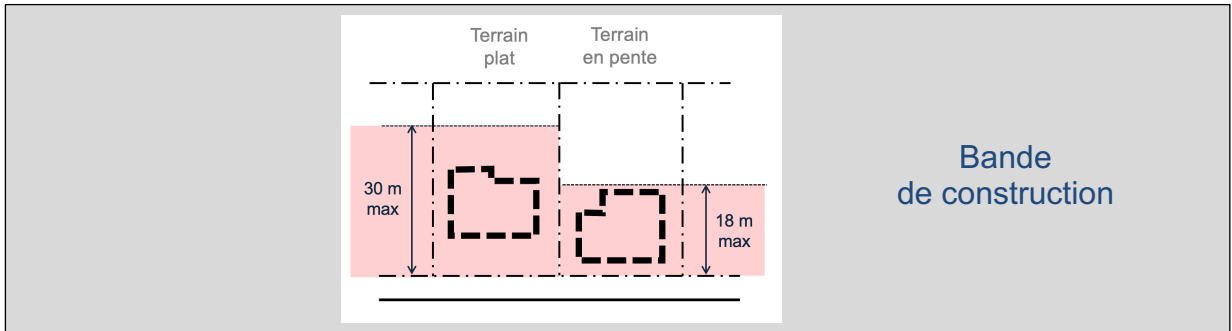 Terrain
plat
Terrain
en pente
30 m
max
18 m
max
Bande
de construction